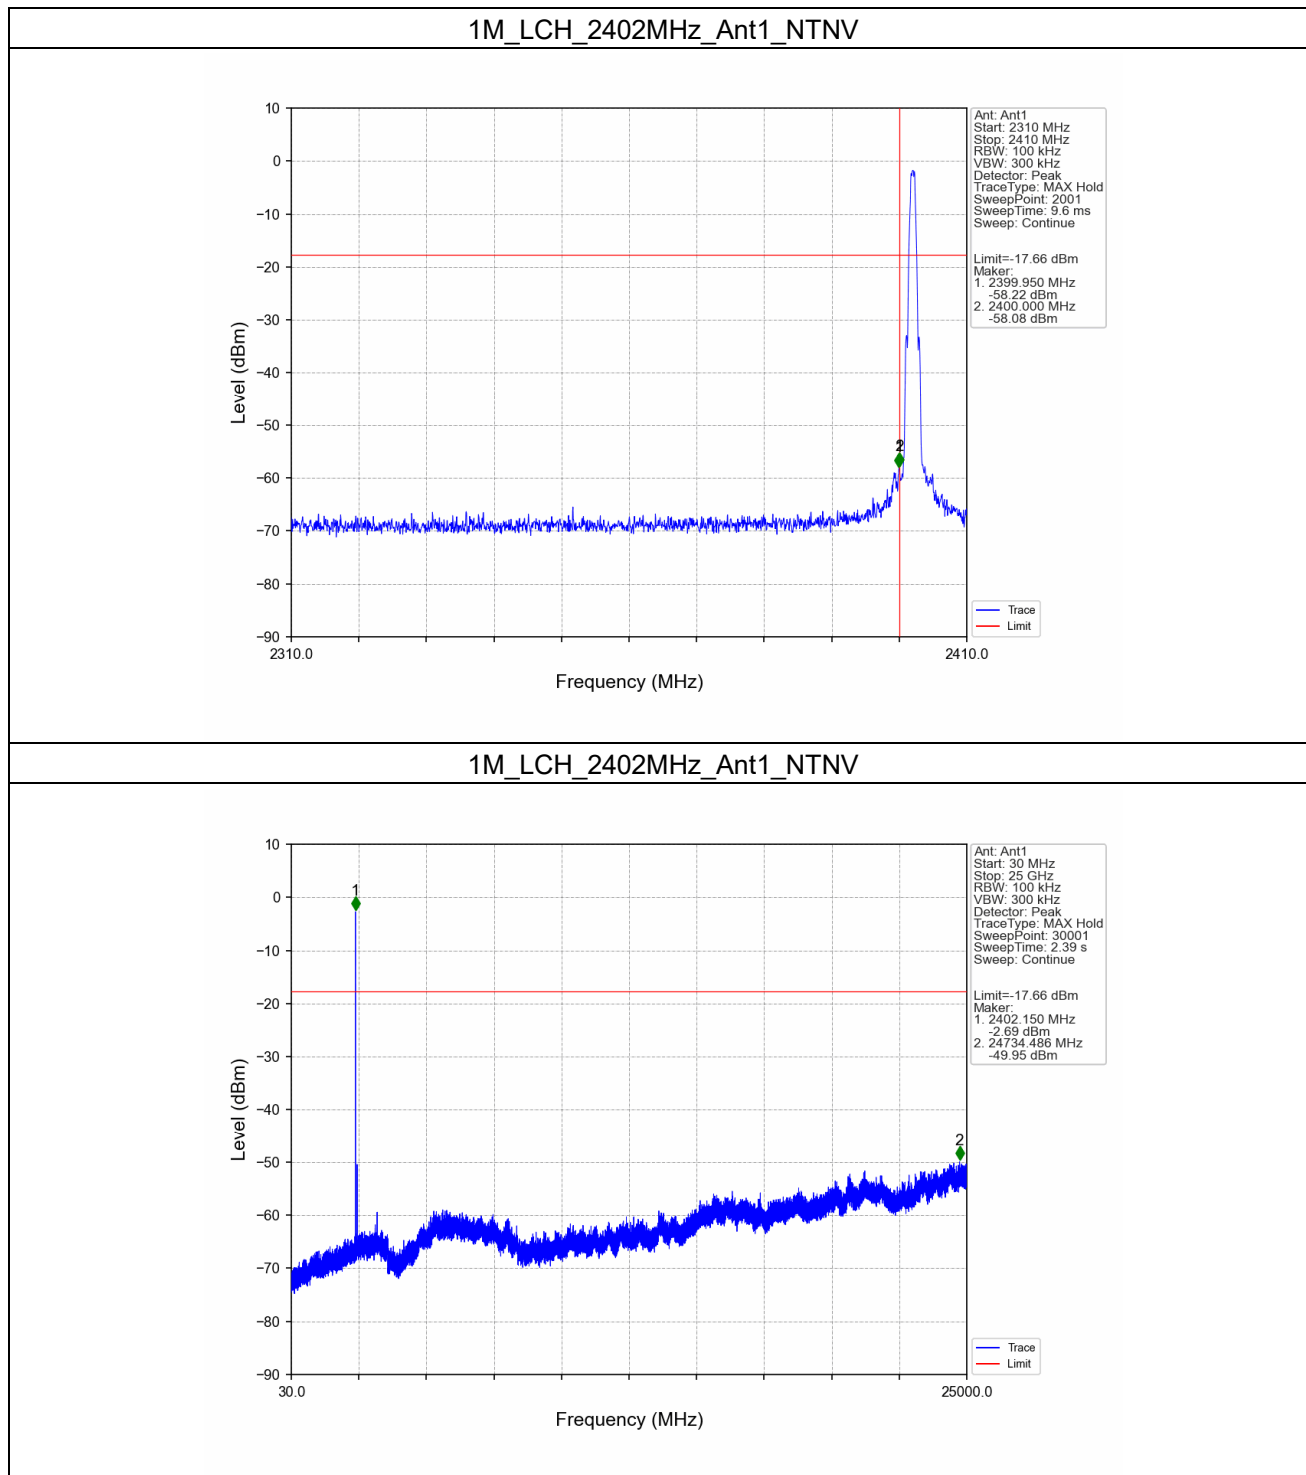 1M_LCH_2402MHz_Ant1_NTNV
10
0
−10
−20
−30
−40
−50
−60
−70
−80
−90
Level (dBm)
2310.0
2410.0
Frequency (MHz)
2
Ant: Ant1
Start: 2310 MHz
Stop: 2410 MHz
RBW: 100 kHz
VBW: 300 kHz
Detector: Peak
TraceType: MAX Hold
SweepPoint: 2001
SweepTime: 9.6 ms
Sweep: Continue
Limit=-17.66 dBm
Maker:
1. 2399.950 MHz
-58.22 dBm
2. 2400.000 MHz
-58.08 dBm
Trace
Limit
1M_LCH_2402MHz_Ant1_NTNV
10
0
−10
−20
−30
−40
−50
−60
−70
−80
−90
Level (dBm)
30.0
25000.0
Frequency (MHz)
1
2
Ant: Ant1
Start: 30 MHz
Stop: 25 GHz
RBW: 100 kHz
VBW: 300 kHz
Detector: Peak
TraceType: MAX Hold
SweepPoint: 30001
SweepTime: 2.39 s
Sweep: Continue
Limit=-17.66 dBm
Maker:
1. 2402.150 MHz
-2.69 dBm
2. 24734.486 MHz
-49.95 dBm
Trace
Limit